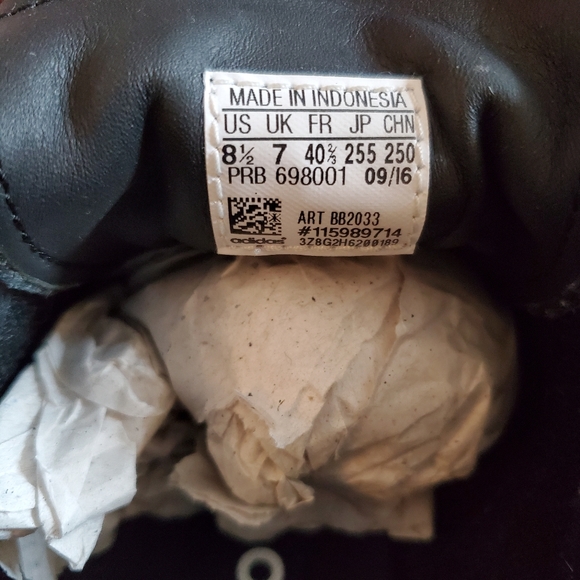 MADE IN INDONESIA
US UK FR JP CHN
8½ 7 40⅔ 255 250
PRB 698001 09/16
ART BB2033
#115989714
adidas 3Z8G2H6200189